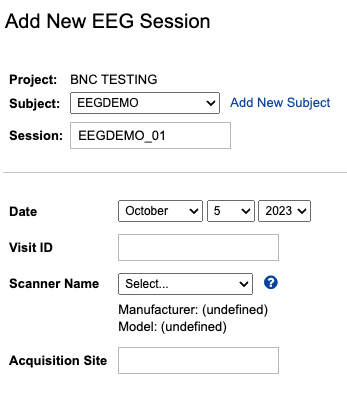 Add New EEG Session
Project: BNC TESTING
Subject: EEGDEMO Add New Subject
Session: EEGDEMO_01
Date October 5 2023
Visit ID
Scanner Name Select... ?
Manufacturer: (undefined)
Model: (undefined)
Acquisition Site